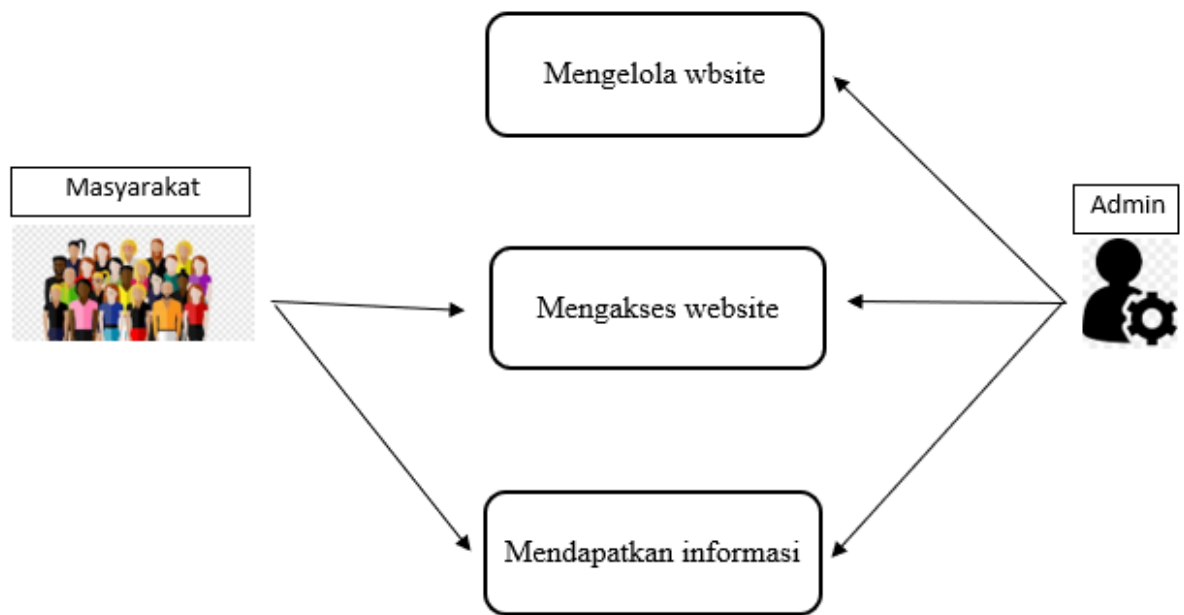 Mengelola wbsite
Masyarakat
Admin
Mengakses website
Mendapatkan informasi